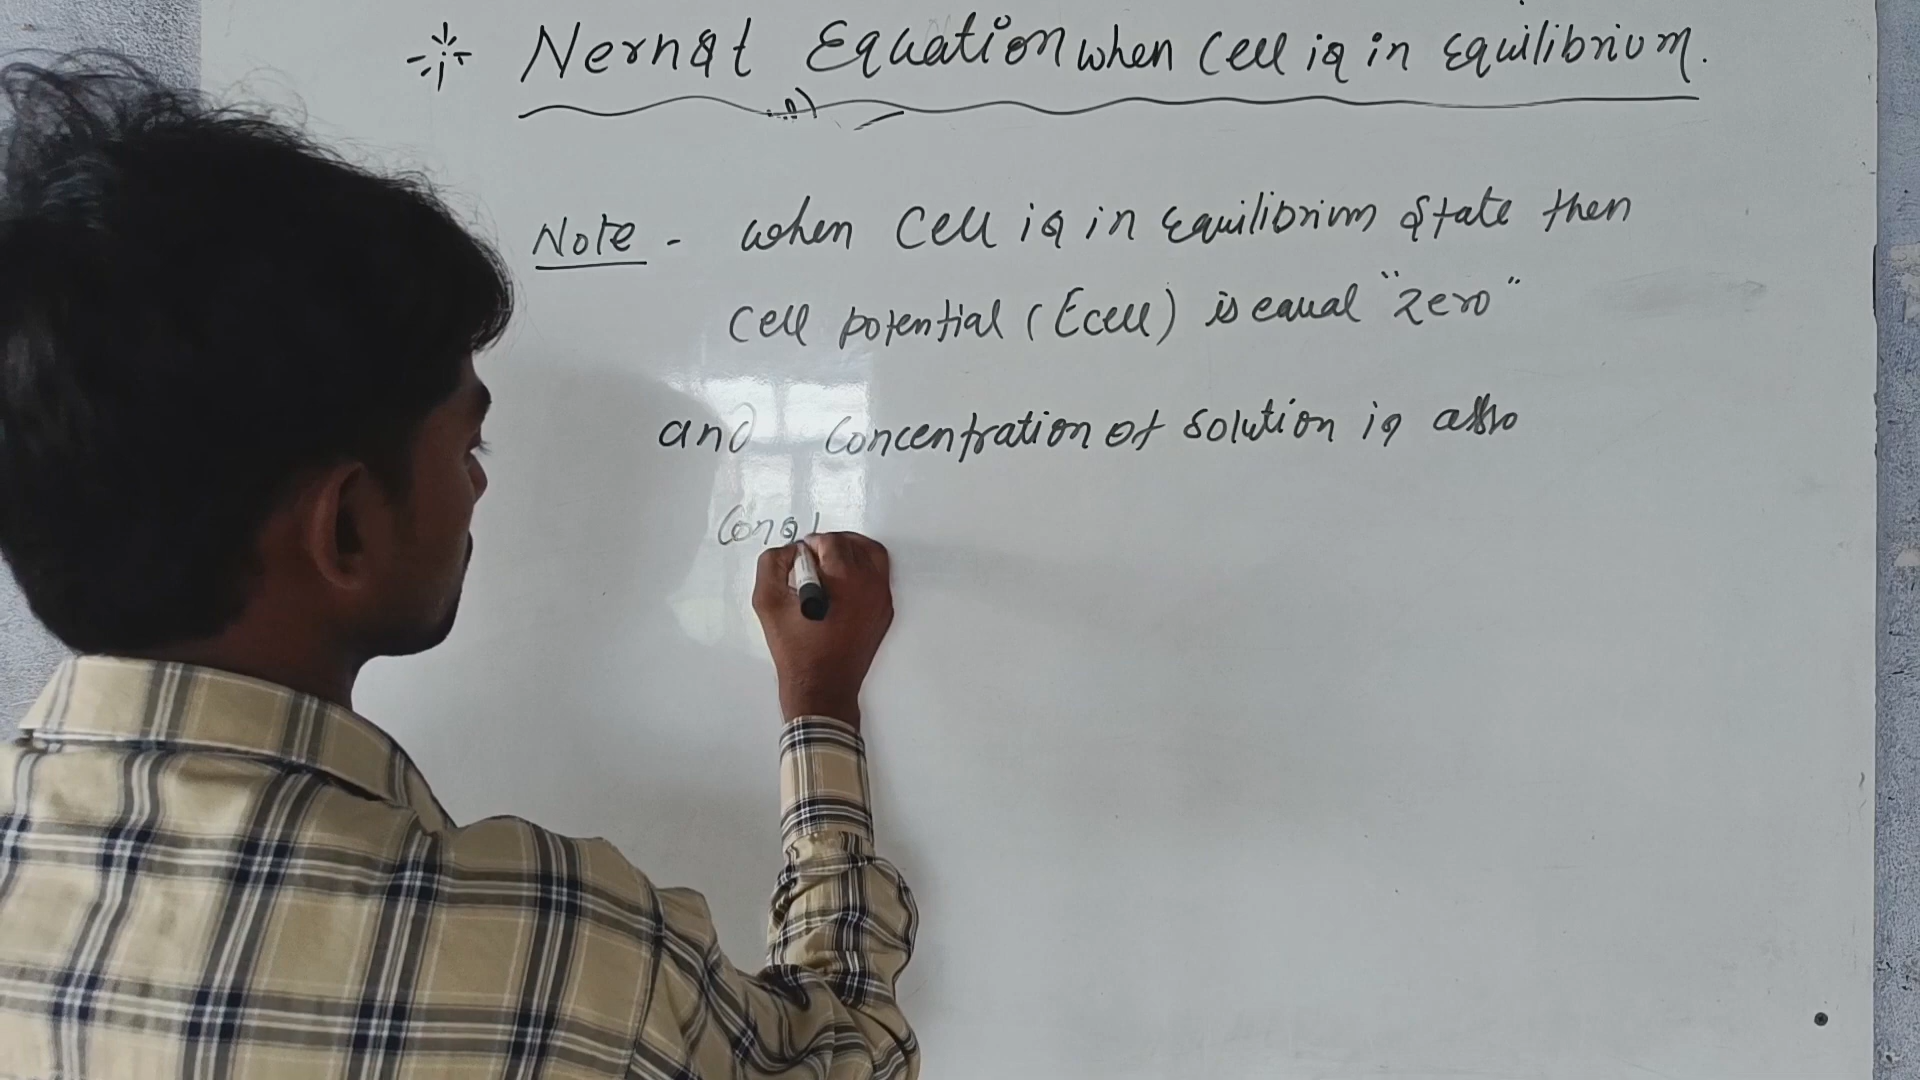 Nernst Equation when Cell is in Equilibrium.
Note - when Cell is in Equilibrium State then
Cell potential (Ecell) is equal "Zero"
and Concentration of Solution is also
Const